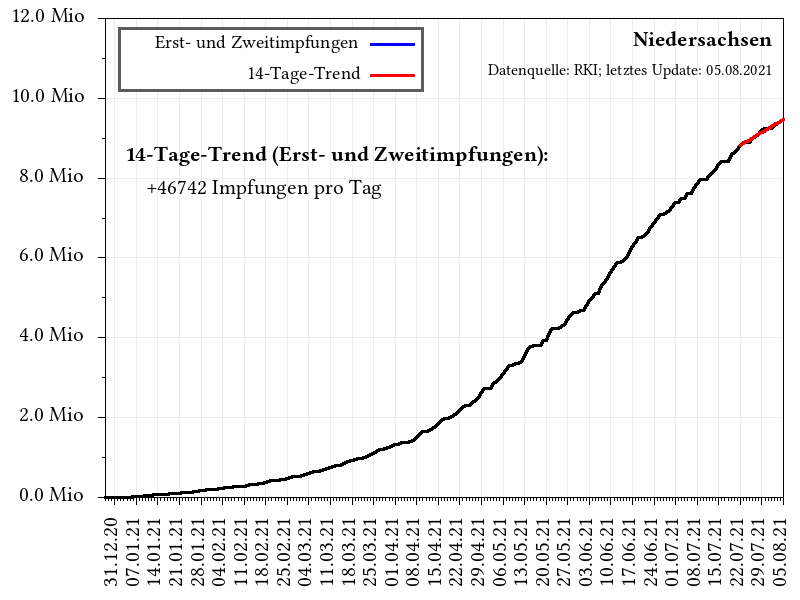 12.0 Mio
10.0 Mio
8.0 Mio
6.0 Mio
4.0 Mio
2.0 Mio
0.0 Mio
Erst- und Zweitimpfungen
14-Tage-Trend
Niedersachsen
Datenquelle: RKI; letztes Update: 05.08.2021
14-Tage-Trend (Erst- und Zweitimpfungen):
+46742 Impfungen pro Tag
31.12.20
07.01.21
14.01.21
21.01.21
28.01.21
04.02.21
11.02.21
18.02.21
25.02.21
04.03.21
11.03.21
18.03.21
25.03.21
01.04.21
08.04.21
15.04.21
22.04.21
29.04.21
06.05.21
13.05.21
20.05.21
27.05.21
03.06.21
10.06.21
17.06.21
24.06.21
01.07.21
08.07.21
15.07.21
22.07.21
29.07.21
05.08.21